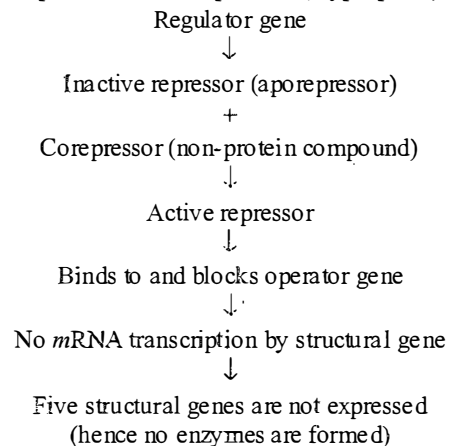 Regulator gene
↓
Inactive repressor (aporepressor)
+
Corepressor (non-protein compound)
↓
Active repressor
↓
Binds to and blocks operator gene
↓
No mRNA transcription by structural gene
↓
Five structural genes are not expressed
(hence no enzymes are formed)